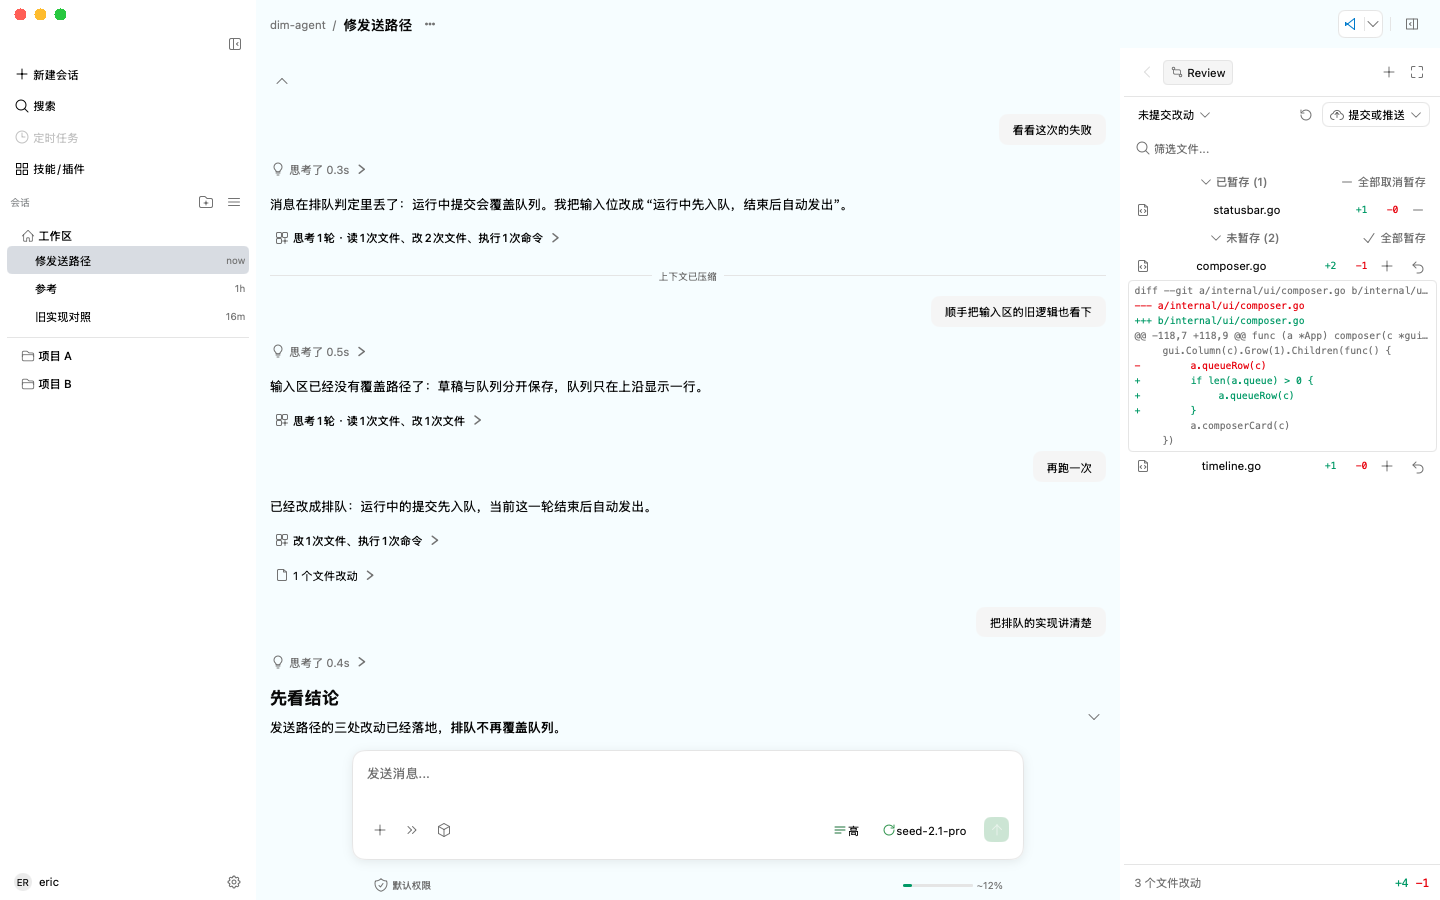 新建会话
搜索
定时任务
技能/插件
会话
工作区
修发送路径 now
参考 1h
旧实现对照 16m
项目 A
项目 B
ER eric
dim-agent / 修发送路径 ···
看看这次的失败
思考了 0.3s
消息在排队判定里丢了：运行中提交会覆盖队列。我把输入位改成“运行中先入队，结束后自动发出”。
思考1轮 · 读1次文件、改2次文件、执行1次命令
上下文已压缩
顺手把输入区的旧逻辑也看下
思考了 0.5s
输入区已经没有覆盖路径了：草稿与队列分开保存，队列只在上沿显示一行。
思考1轮 · 读1次文件、改1次文件
再跑一次
已经改成排队：运行中的提交先入队，当前这一轮结束后自动发出。
改1次文件、执行1次命令
1 个文件改动
把排队的实现讲清楚
思考了 0.4s
先看结论
发送路径的三处改动已经落地，排队不再覆盖队列。
发送消息...
高 seed-2.1-pro
默认权限 ~12%
Review
未提交改动 提交或推送
筛选文件...
已暂存 (1) 全部取消暂存
statusbar.go +1 -0
未暂存 (2) 全部暂存
composer.go +2 -1
diff --git a/internal/ui/composer.go b/internal/u…
--- a/internal/ui/composer.go
+++ b/internal/ui/composer.go
@@ -118,7 +118,9 @@ func (a *App) composer(c *gui…
gui.Column(c).Grow(1).Children(func() {
- a.queueRow(c)
+ if len(a.queue) > 0 {
+ a.queueRow(c)
+ }
a.composerCard(c)
})
timeline.go +1 -0
3 个文件改动 +4 -1